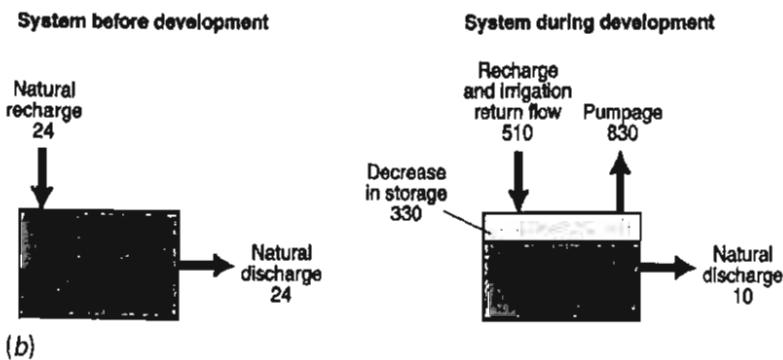 System before development
System during development
Natural
recharge
24
Natural
discharge
24
Recharge
and irrigation
return flow
510
Pumpage
830
Decrease
in storage
330
Natural
discharge
10
(b)